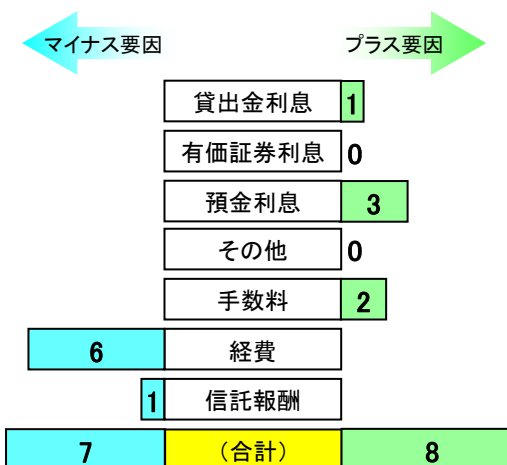 マイナス要因 プラス要因
貸出金利息 1
有価証券利息 0
預金利息 3
その他 0
手数料 2
6 経費
1 信託報酬
7 (合計) 8